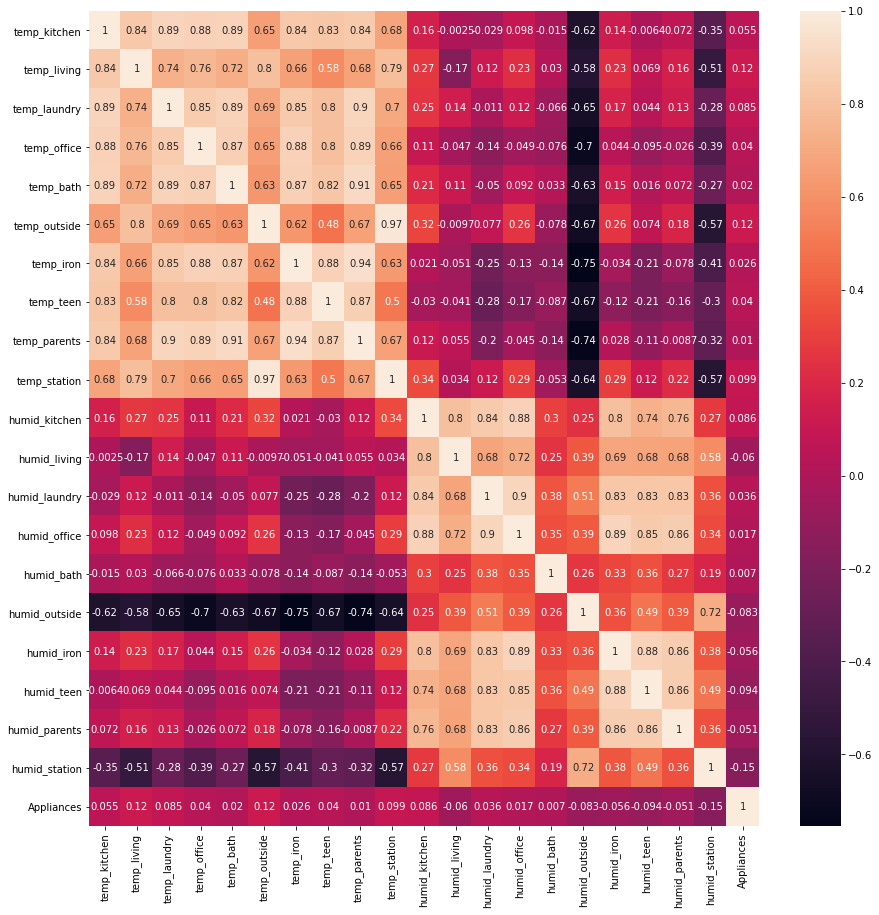 temp_kitchen 1 0.84 0.89 0.88 0.89 0.65 0.84 0.83 0.84 0.68 0.16 -0.0025 -0.029 0.098 -0.015 -0.62 0.14 -0.0064 0.072 -0.35 0.055
temp_living 0.84 1 0.74 0.76 0.72 0.8 0.66 0.58 0.68 0.79 0.27 -0.17 0.12 0.23 0.03 -0.58 0.23 0.069 0.16 -0.51 0.12
temp_laundry 0.89 0.74 1 0.85 0.89 0.69 0.85 0.8 0.9 0.7 0.25 0.14 -0.011 0.12 -0.066 -0.65 0.17 0.044 0.13 -0.28 0.085
temp_office 0.88 0.76 0.85 1 0.87 0.65 0.88 0.8 0.89 0.66 0.11 -0.047 -0.14 -0.049 -0.076 -0.7 0.044 -0.095 -0.026 -0.39 0.04
temp_bath 0.89 0.72 0.89 0.87 1 0.63 0.87 0.82 0.91 0.65 0.21 0.11 -0.05 0.092 0.033 -0.63 0.15 0.016 0.072 -0.27 0.02
temp_outside 0.65 0.8 0.69 0.65 0.63 1 0.62 0.48 0.67 0.97 0.32 -0.0097 0.077 0.26 -0.078 -0.67 0.26 0.074 0.18 -0.57 0.12
temp_iron 0.84 0.66 0.85 0.88 0.87 0.62 1 0.88 0.94 0.63 0.021 -0.051 -0.25 -0.13 -0.14 -0.75 -0.034 -0.21 -0.078 -0.41 0.026
temp_teen 0.83 0.58 0.8 0.8 0.82 0.48 0.88 1 0.87 0.5 -0.03 -0.041 -0.28 -0.17 -0.087 -0.67 -0.12 -0.21 -0.16 -0.3 0.04
temp_parents 0.84 0.68 0.9 0.89 0.91 0.67 0.94 0.87 1 0.67 0.12 0.055 -0.2 -0.045 -0.14 -0.74 0.028 -0.11 -0.0087 -0.32 0.01
temp_station 0.68 0.79 0.7 0.66 0.65 0.97 0.63 0.5 0.67 1 0.34 0.034 0.12 0.29 -0.053 -0.64 0.29 0.12 0.22 -0.57 0.099
humid_kitchen 0.16 0.27 0.25 0.11 0.21 0.32 0.021 -0.03 0.12 0.34 1 0.8 0.84 0.88 0.3 0.25 0.8 0.74 0.76 0.27 0.086
humid_living -0.0025 -0.17 0.14 -0.047 0.11 -0.0097 -0.051 -0.041 0.055 0.034 0.8 1 0.68 0.72 0.25 0.39 0.69 0.68 0.68 0.58 -0.06
humid_laundry -0.029 0.12 -0.011 -0.14 -0.05 0.077 -0.25 -0.28 -0.2 0.12 0.84 0.68 1 0.9 0.38 0.51 0.83 0.83 0.83 0.36 0.036
humid_office 0.098 0.23 0.12 -0.049 0.092 0.26 -0.13 -0.17 -0.045 0.29 0.88 0.72 0.9 1 0.35 0.39 0.89 0.85 0.86 0.34 0.017
humid_bath -0.015 0.03 -0.066 -0.076 0.033 -0.078 -0.14 -0.087 -0.14 -0.053 0.3 0.25 0.38 0.35 1 0.26 0.33 0.36 0.27 0.19 0.007
humid_outside -0.62 -0.58 -0.65 -0.7 -0.63 -0.67 -0.75 -0.67 -0.74 -0.64 0.25 0.39 0.51 0.39 0.26 1 0.36 0.49 0.39 0.72 -0.083
humid_iron 0.14 0.23 0.17 0.044 0.15 0.26 -0.034 -0.12 0.028 0.29 0.8 0.69 0.83 0.89 0.33 0.36 1 0.88 0.86 0.38 -0.056
humid_teen 0.0064 0.069 0.044 -0.095 0.016 0.074 -0.21 -0.21 -0.11 0.12 0.74 0.68 0.83 0.85 0.36 0.49 0.88 1 0.86 0.49 -0.094
humid_parents 0.072 0.16 0.13 -0.026 0.072 0.18 -0.078 -0.16 -0.0087 0.22 0.76 0.68 0.83 0.86 0.27 0.39 0.86 0.86 1 0.36 -0.051
humid_station -0.35 -0.51 -0.28 -0.39 -0.27 -0.57 -0.41 -0.3 -0.32 -0.57 0.27 0.58 0.36 0.34 0.19 0.72 0.38 0.49 0.36 1 -0.15
Appliances 0.055 0.12 0.085 0.04 0.02 0.12 0.026 0.04 0.01 0.099 0.086 -0.06 0.036 0.017 0.007 -0.083 -0.056 -0.094 -0.051 -0.15 1
temp_kitchen
temp_living
temp_laundry
temp_office
temp_bath
temp_outside
temp_iron
temp_teen
temp_parents
temp_station
humid_kitchen
humid_living
humid_laundry
humid_office
humid_bath
humid_outside
humid_iron
humid_teen
humid_parents
humid_station
Appliances
1.0
0.8
0.6
0.4
0.2
0.0
−0.2
−0.4
−0.6